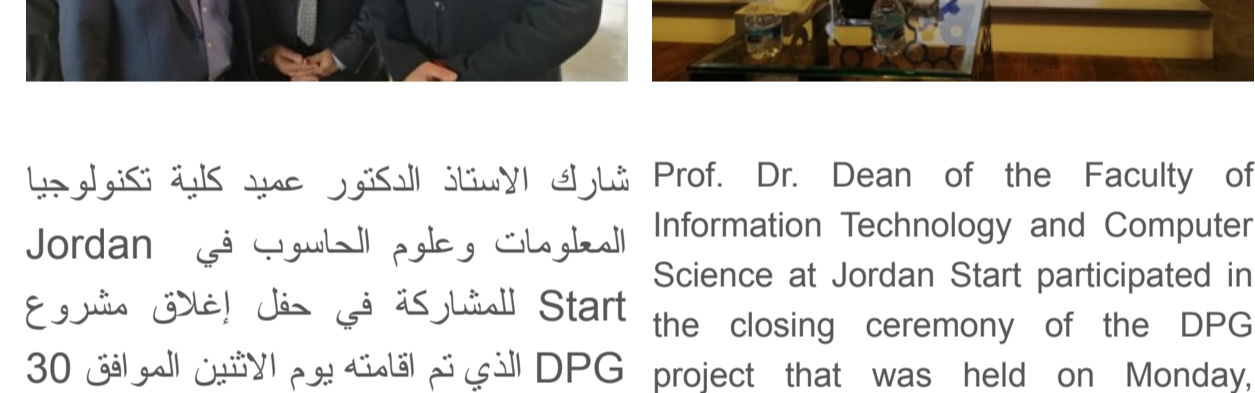 شارك الاستاذ الدكتور عميد كلية تكنولوجيا
المعلومات وعلوم الحاسوب في Jordan
Start للمشاركة في حفل إغلاق مشروع
DPG الذي تم اقامته يوم الاثنين الموافق 30
Prof. Dr. Dean of the Faculty of
Information Technology and Computer
Science at Jordan Start participated in
the closing ceremony of the DPG
project that was held on Monday,